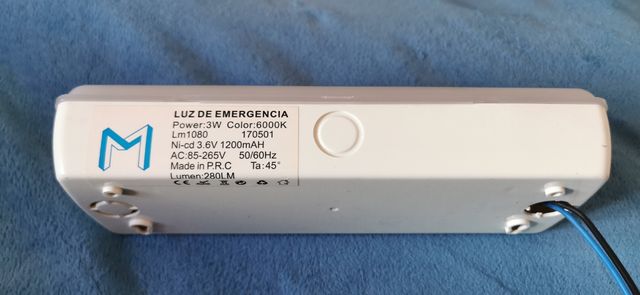 M
LUZ DE EMERGENCIA
Power:3W Color:6000K
Lm1080 170501
Ni-cd 3.6V 1200mAH
AC:85-265V 50/60Hz
Made in P.R.C Ta:45°
Lumen:280LM